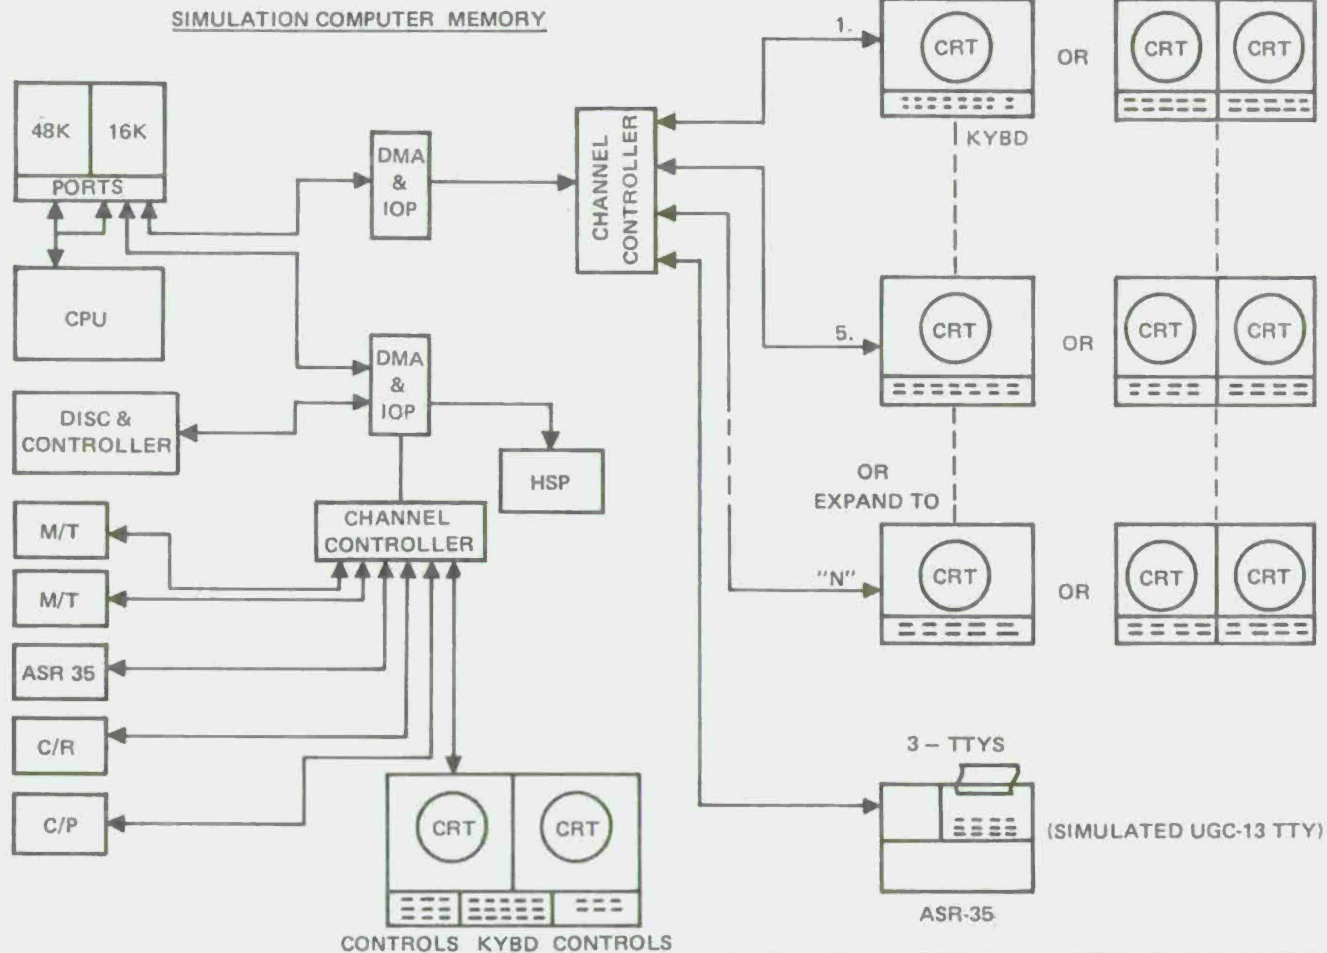 SIMULATION COMPUTER MEMORY
48K
16K
PORTS
CPU
DMA
&
IOP
CHANNEL
CONTROLLER
DMA
&
IOP
DISC &
CONTROLLER
HSP
CHANNEL
CONTROLLER
M/T
M/T
ASR 35
C/R
C/P
CRT
CRT
CONTROLS KYBD CONTROLS
1.
CRT
OR
CRT
CRT
KYBD
5.
CRT
OR
CRT
CRT
OR
EXPAND TO
"N"
CRT
OR
CRT
CRT
3 – TTYS
(SIMULATED UGC-13 TTY)
ASR-35